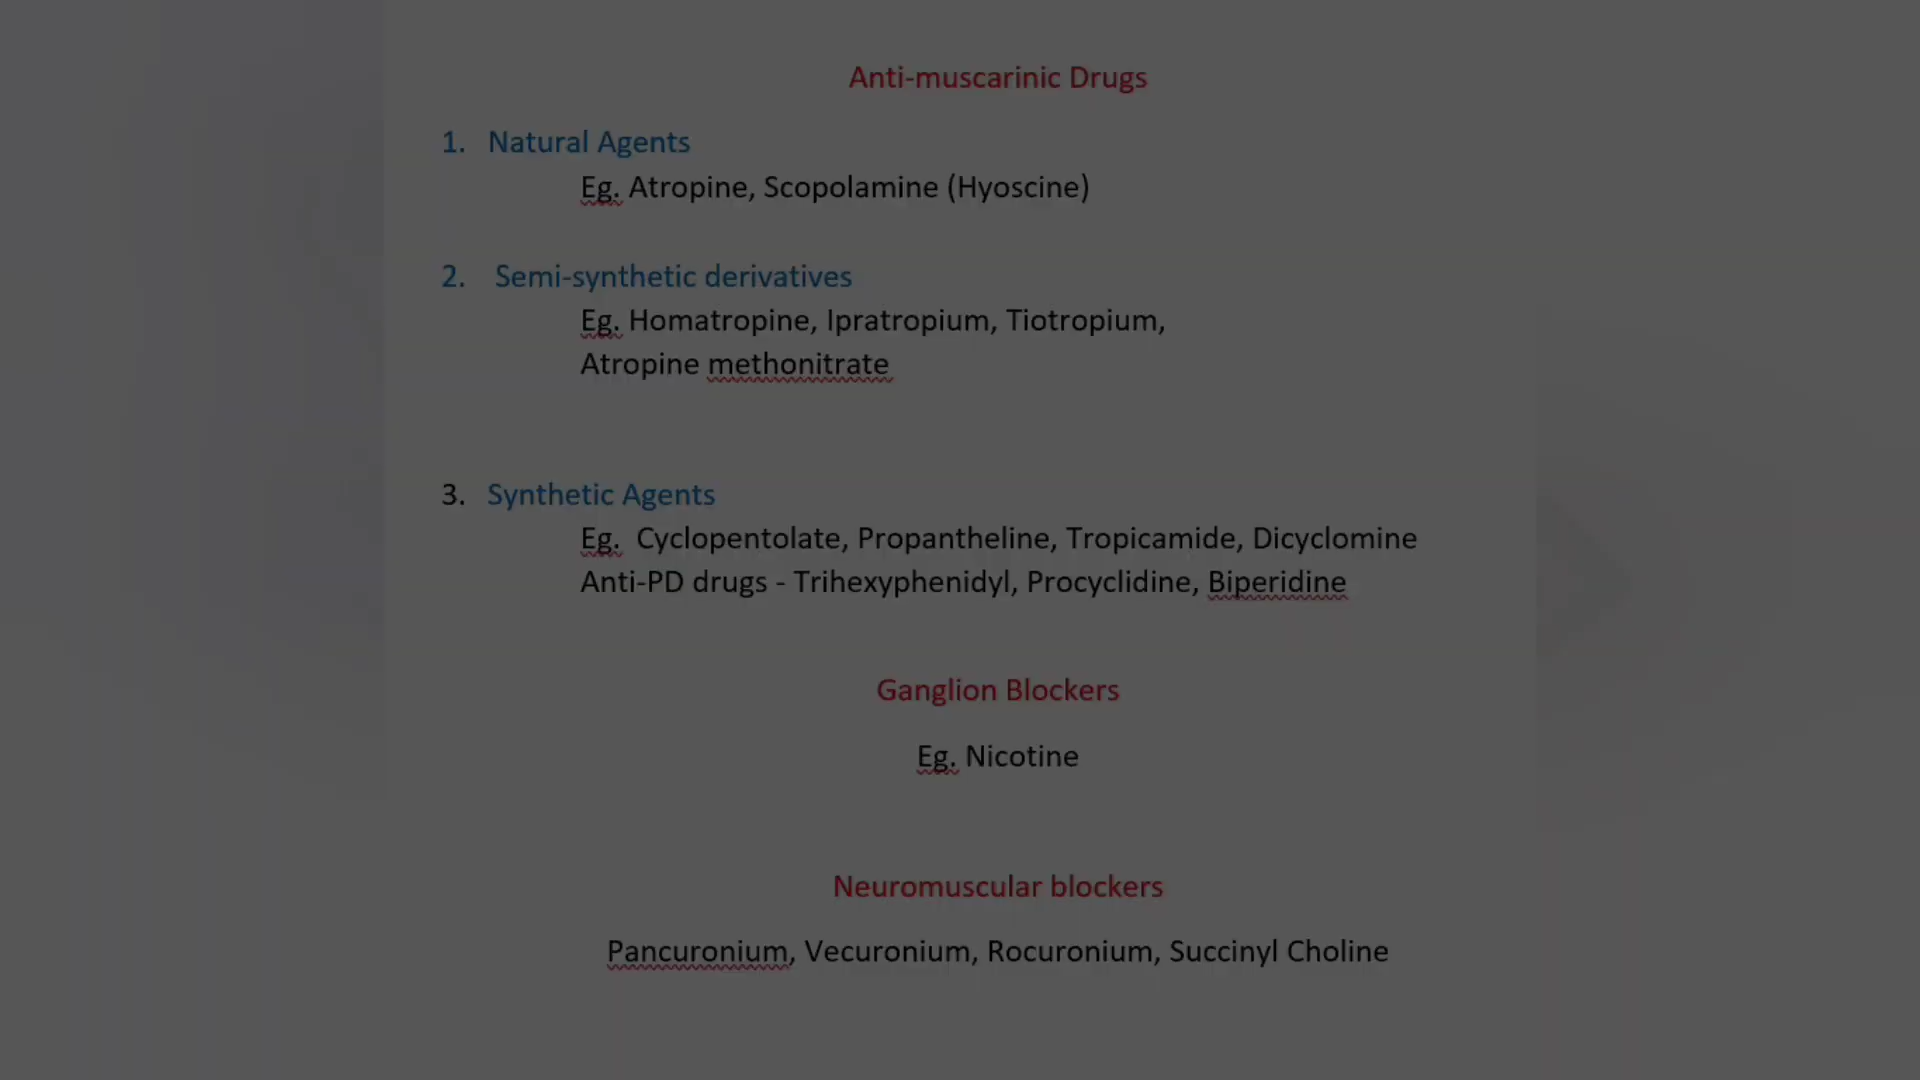 Anti-muscarinic Drugs
1. Natural Agents
Eg. Atropine, Scopolamine (Hyoscine)
2. Semi-synthetic derivatives
Eg. Homatropine, Ipratropium, Tiotropium,
Atropine methonitrate
3. Synthetic Agents
Eg. Cyclopentolate, Propantheline, Tropicamide, Dicyclomine
Anti-PD drugs - Trihexyphenidyl, Procyclidine, Biperidine
Ganglion Blockers
Eg. Nicotine
Neuromuscular blockers
Pancuronium, Vecuronium, Rocuronium, Succinyl Choline